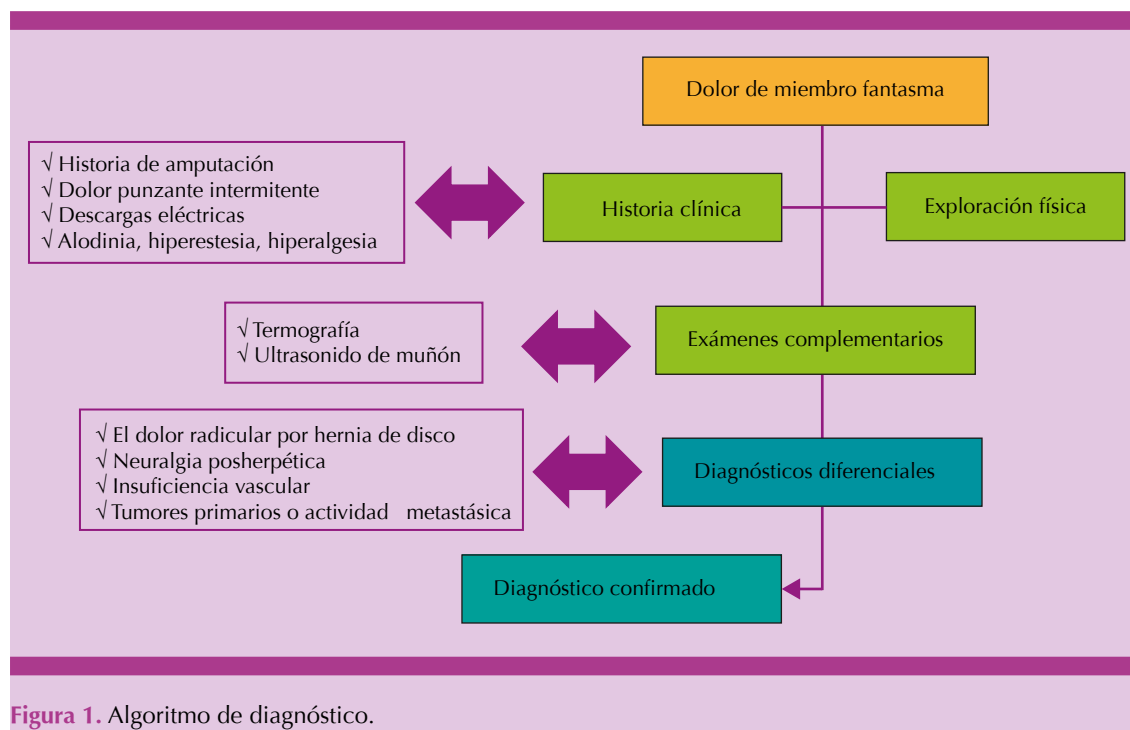 Dolor de miembro fantasma
√ Historia de amputación
√ Dolor punzante intermitente
√ Descargas eléctricas
√ Alodinia, hiperestesia, hiperalgesia
Historia clínica
Exploración física
√ Termografía
√ Ultrasonido de muñón
Exámenes complementarios
√ El dolor radicular por hernia de disco
√ Neuralgia posherpética
√ Insuficiencia vascular
√ Tumores primarios o actividad metastásica
Diagnósticos diferenciales
Diagnóstico confirmado
Figura 1. Algoritmo de diagnóstico.